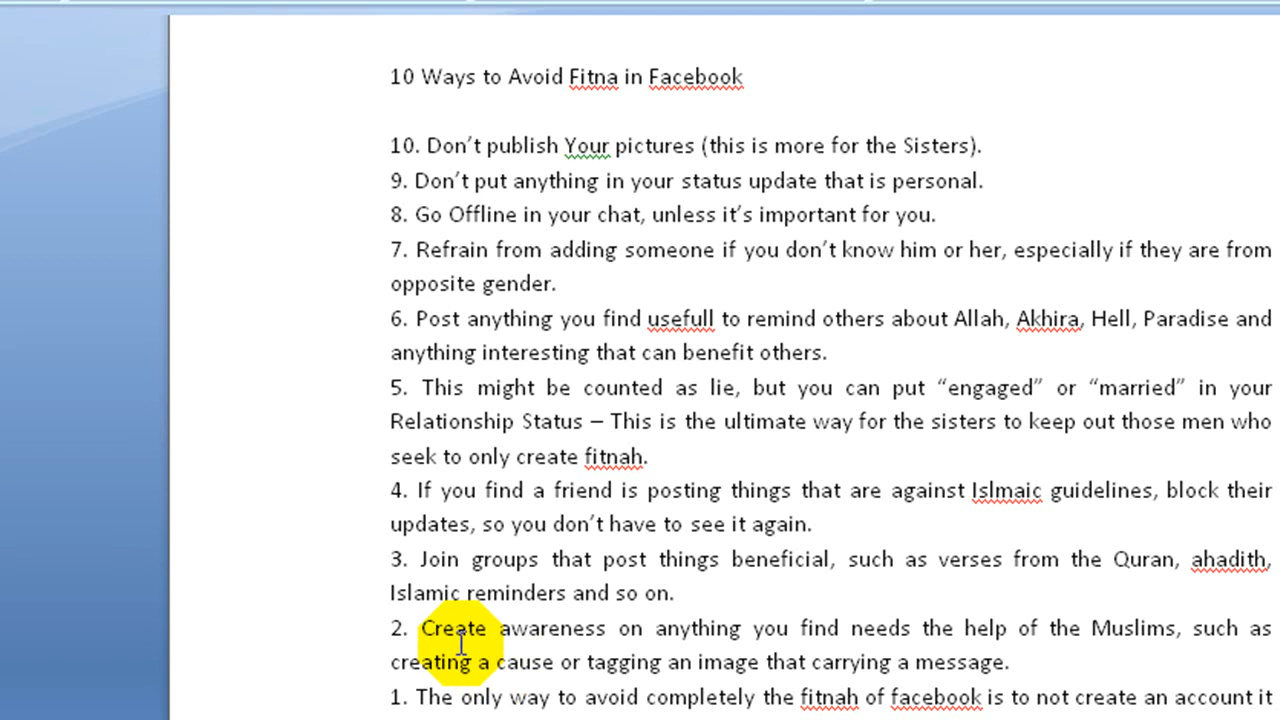 10 Ways to Avoid Fitna in Facebook
10. Don’t publish Your pictures (this is more for the Sisters).
9. Don’t put anything in your status update that is personal.
8. Go Offline in your chat, unless it’s important for you.
7. Refrain from adding someone if you don’t know him or her, especially if they are from
opposite gender.
6. Post anything you find usefull to remind others about Allah, Akhira, Hell, Paradise and
anything interesting that can benefit others.
5. This might be counted as lie, but you can put “engaged” or “married” in your
Relationship Status – This is the ultimate way for the sisters to keep out those men who
seek to only create fitnah.
4. If you find a friend is posting things that are against Islmaic guidelines, block their
updates, so you don’t have to see it again.
3. Join groups that post things beneficial, such as verses from the Quran, ahadith,
Islamic reminders and so on.
2. Create awareness on anything you find needs the help of the Muslims, such as
creating a cause or tagging an image that carrying a message.
1. The only way to avoid completely the fitnah of facebook is to not create an account it